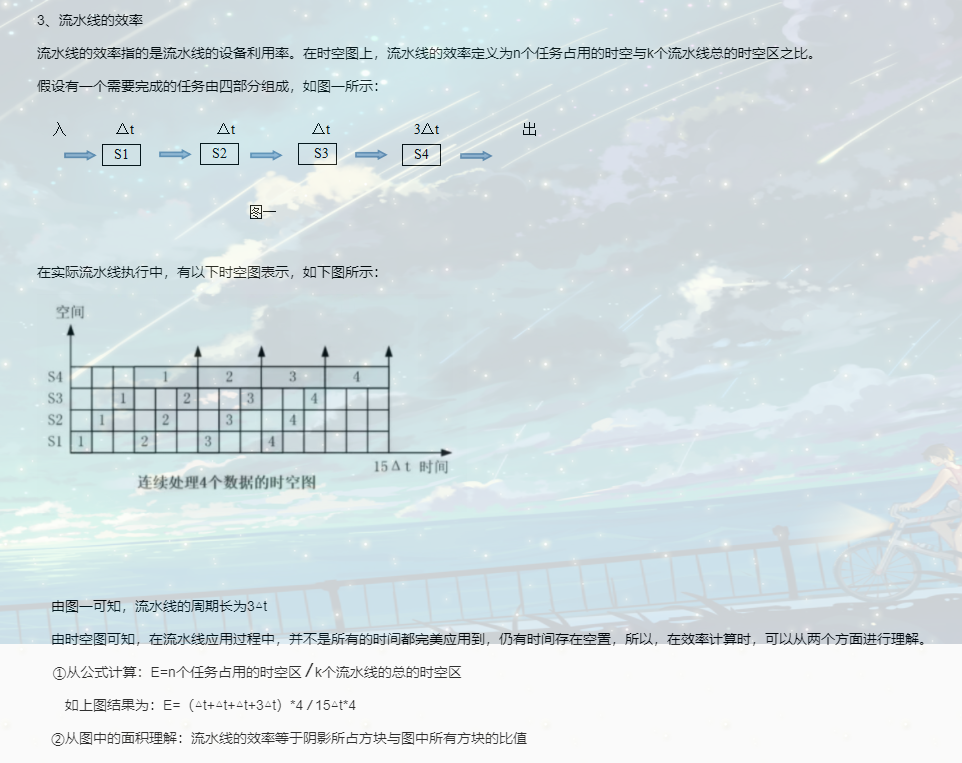 3、流水线的效率
流水线的效率指的是流水线的设备利用率。在时空图上，流水线的效率定义为n个任务占用的时空与k个流水线总的时空区之比。
假设有一个需要完成的任务由四部分组成，如图一所示：
入 △t △t △t 3△t 出
S1 S2 S3 S4
图一
在实际流水线执行中，有以下时空图表示，如下图所示：
空间
S4 1 2 3 4
S3 1 2 3 4
S2 1 2 3 4
S1 1 2 3 4
15Δt 时间
连续处理4个数据的时空图
由图一可知，流水线的周期长为3△t
由时空图可知，在流水线应用过程中，并不是所有的时间都完美应用到，仍有时间存在空置，所以，在效率计算时，可以从两个方面进行理解。
①从公式计算：E=n个任务占用的时空区 / k个流水线的总的时空区
如上图结果为：E=（△t+△t+△t+3△t）*4 / 15△t*4
②从图中的面积理解：流水线的效率等于阴影所占方块与图中所有方块的比值